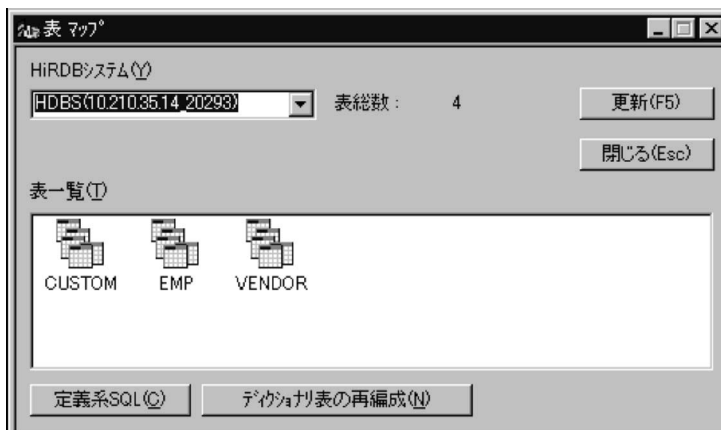 表 マップ
HiRDBシステム(Y)
HDBS(10.210.35.14_20293)
表総数 : 4
更新(F5)
閉じる(Esc)
表一覧(T)
CUSTOM EMP VENDOR
定義系SQL(C) ディクショナリ表の再編成(N)